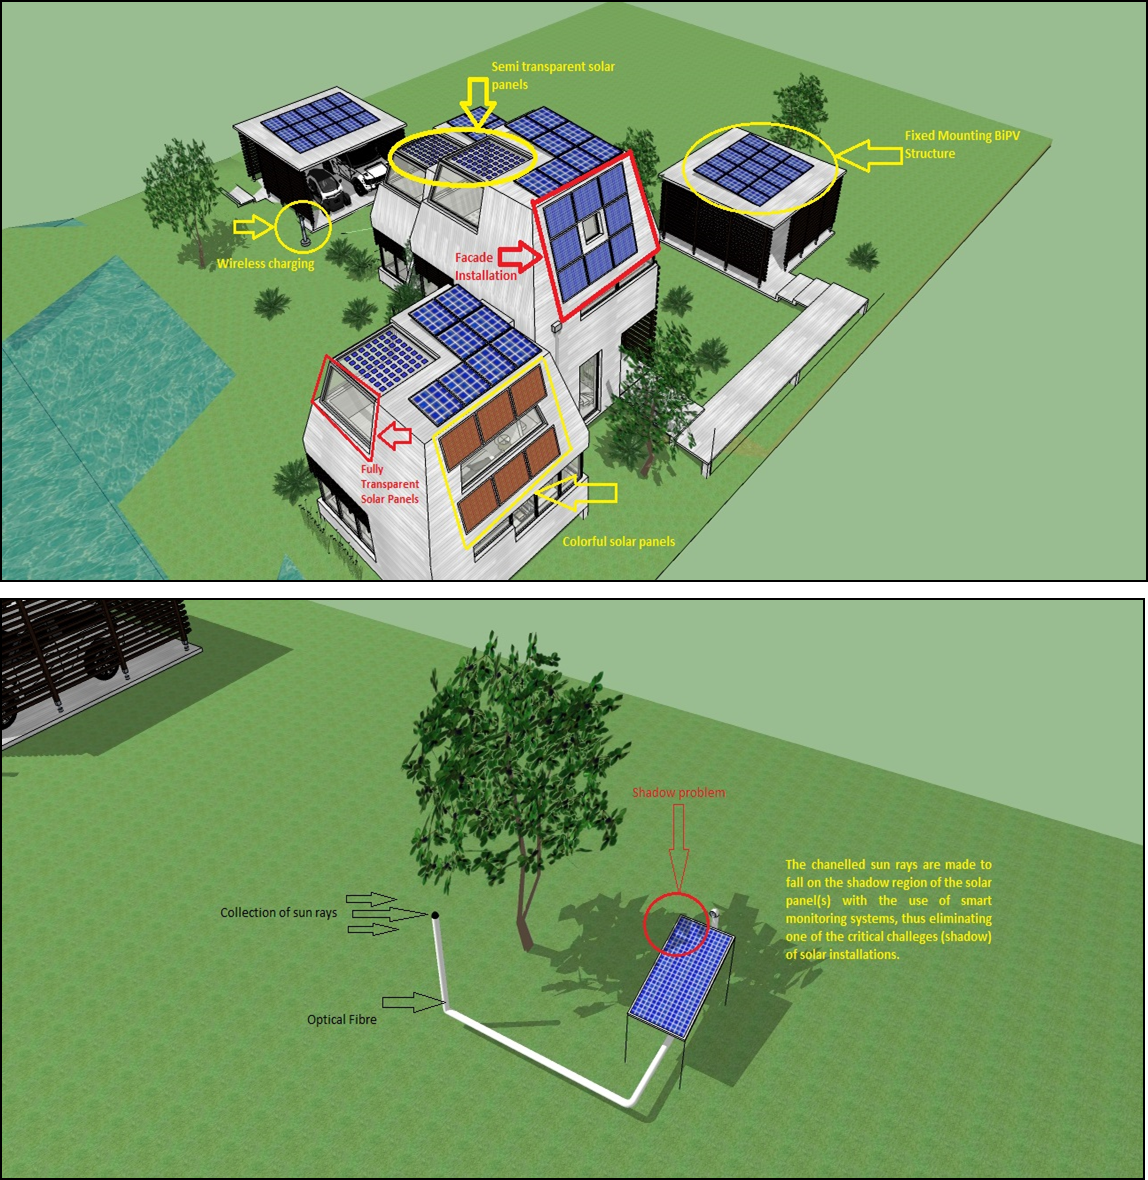 Semi transparent solar
panels
Fixed Mounting BiPV
Structure
Wireless charging
Facade
Installation
Fully
Transparent
Solar Panels
Colorful solar panels
Shadow problem
The chanelled sun rays are made to
fall on the shadow region of the solar
panel(s) with the use of smart
monitoring systems, thus eliminating
one of the critical challeges (shadow)
of solar installations.
Collection of sun rays
Optical Fibre